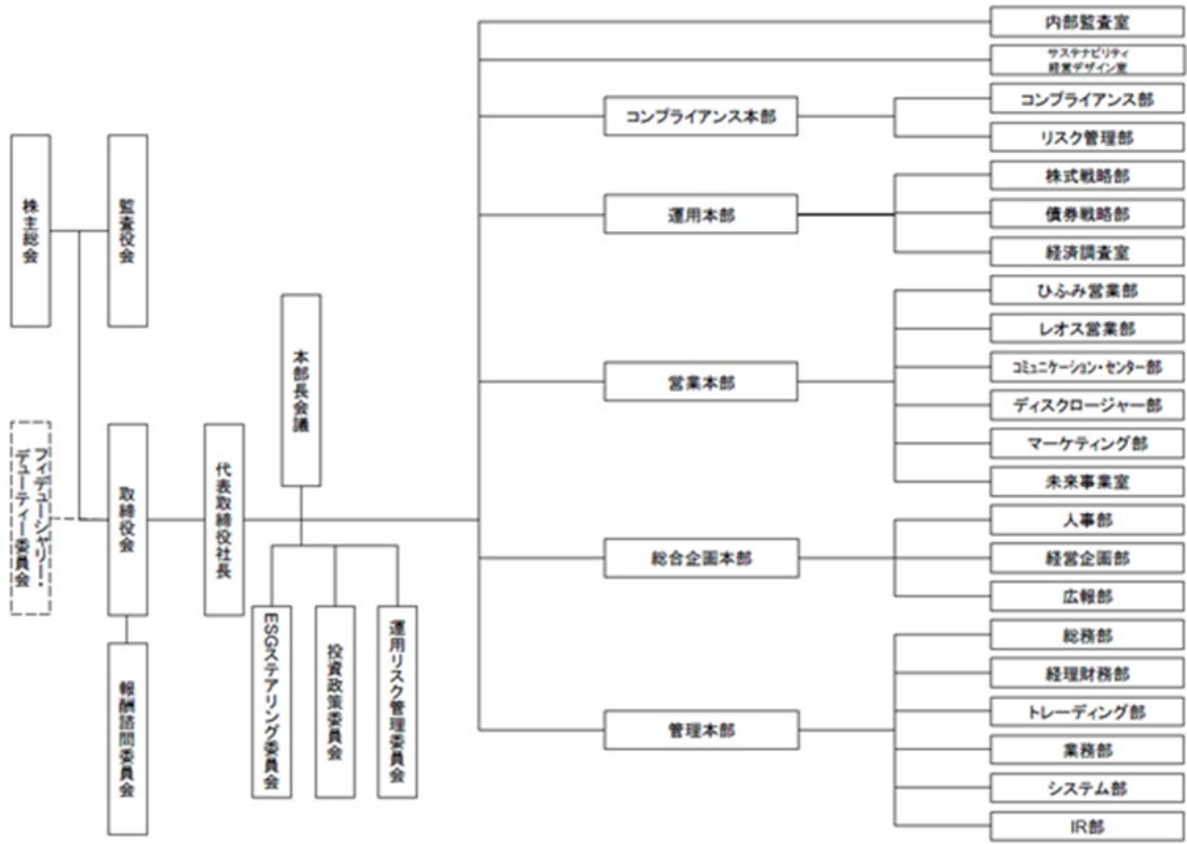 株主総会
監査役会
フィデューシャリー・
デューティー委員会
取締役会
報酬諮問委員会
代表取締役社長
本部長会議
ESGステアリング委員会
投資政策委員会
運用リスク管理委員会
内部監査室
サステナビリティ
経営デザイン室
コンプライアンス本部
コンプライアンス部
リスク管理部
運用本部
株式戦略部
債券戦略部
経済調査室
営業本部
ひふみ営業部
レオス営業部
コミュニケーション・センター部
ディスクロージャー部
マーケティング部
未来事業室
総合企画本部
人事部
経営企画部
広報部
管理本部
総務部
経理財務部
トレーディング部
業務部
システム部
IR部